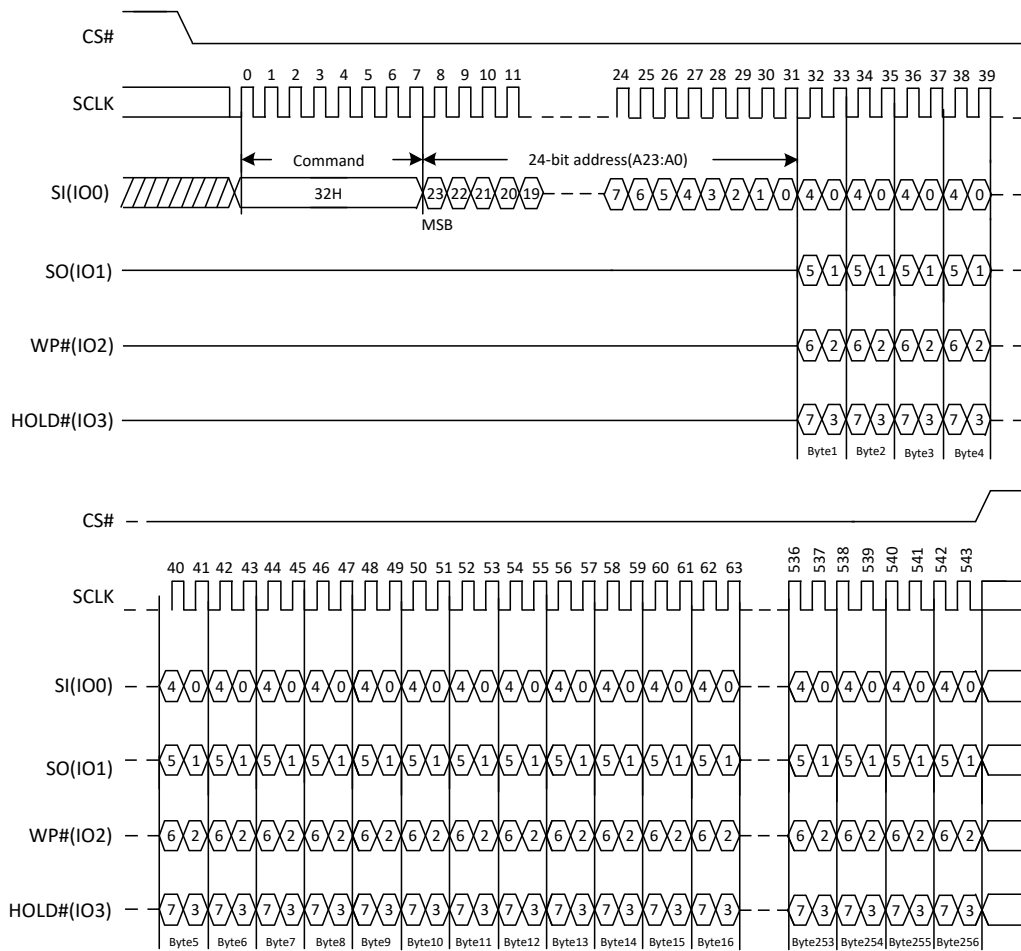 CS#
0 1 2 3 4 5 6 7 8 9 10 11 24 25 26 27 28 29 30 31 32 33 34 35 36 37 38 39
SCLK
Command 24-bit address(A23:A0)
SI(IO0) 32H 23 22 21 20 19 7 6 5 4 3 2 1 0 4 0 4 0 4 0 4 0
MSB
SO(IO1) 5 1 5 1 5 1 5 1
WP#(IO2) 6 2 6 2 6 2 6 2
HOLD#(IO3) 7 3 7 3 7 3 7 3
Byte1 Byte2 Byte3 Byte4
CS#
40 41 42 43 44 45 46 47 48 49 50 51 52 53 54 55 56 57 58 59 60 61 62 63 536 537 538 539 540 541 542 543
SCLK
SI(IO0) 4 0 4 0 4 0 4 0 4 0 4 0 4 0 4 0 4 0 4 0 4 0 4 0 4 0 4 0 4 0 4 0
SO(IO1) 5 1 5 1 5 1 5 1 5 1 5 1 5 1 5 1 5 1 5 1 5 1 5 1 5 1 5 1 5 1 5 1
WP#(IO2) 6 2 6 2 6 2 6 2 6 2 6 2 6 2 6 2 6 2 6 2 6 2 6 2 6 2 6 2 6 2 6 2
HOLD#(IO3) 7 3 7 3 7 3 7 3 7 3 7 3 7 3 7 3 7 3 7 3 7 3 7 3 7 3 7 3 7 3 7 3
Byte5 Byte6 Byte7 Byte8 Byte9 Byte10 Byte11 Byte12 Byte13 Byte14 Byte15 Byte16 Byte253 Byte254 Byte255 Byte256